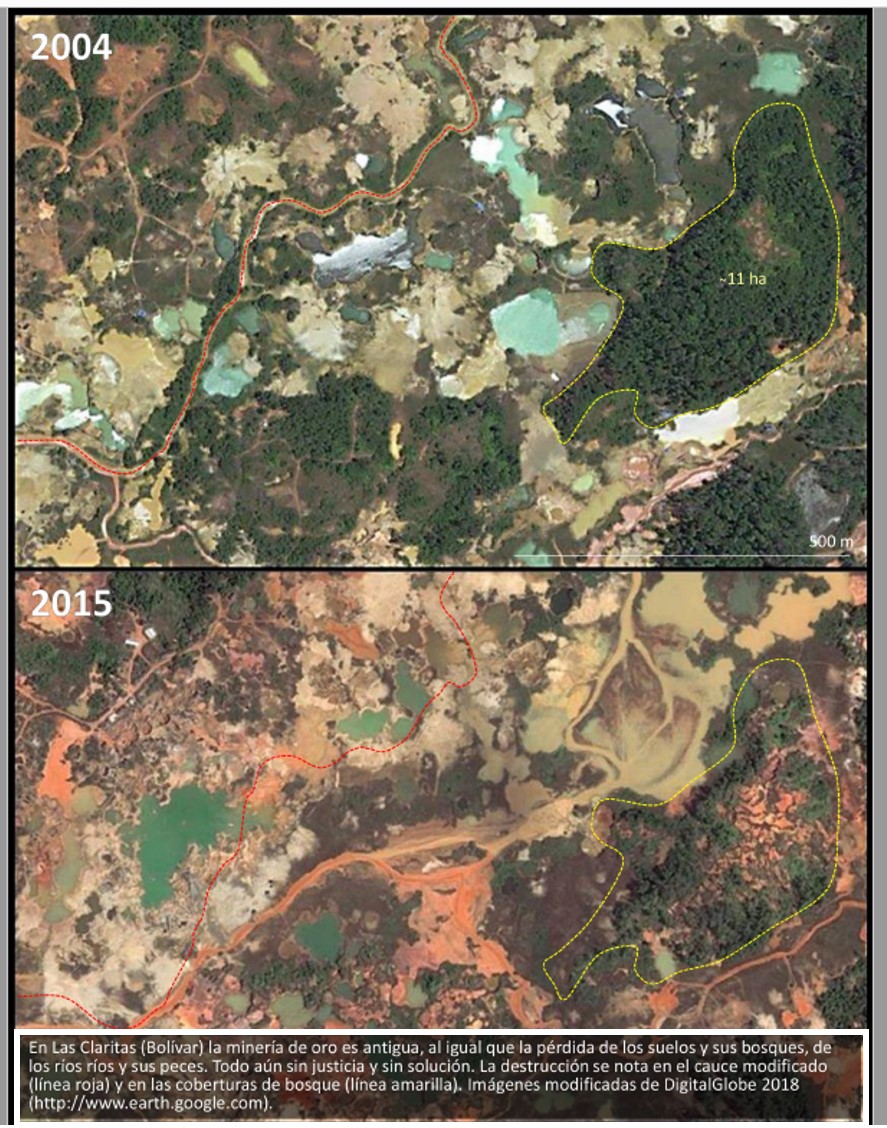 2004
~11 ha
500 m
2015
En Las Claritas (Bolívar) la minería de oro es antigua, al igual que la pérdida de los suelos y sus bosques, de
los ríos ríos y sus peces. Todo aún sin justicia y sin solución. La destrucción se nota en el cauce modificado
(línea roja) y en las coberturas de bosque (línea amarilla). Imágenes modificadas de DigitalGlobe 2018
(http://www.earth.google.com).